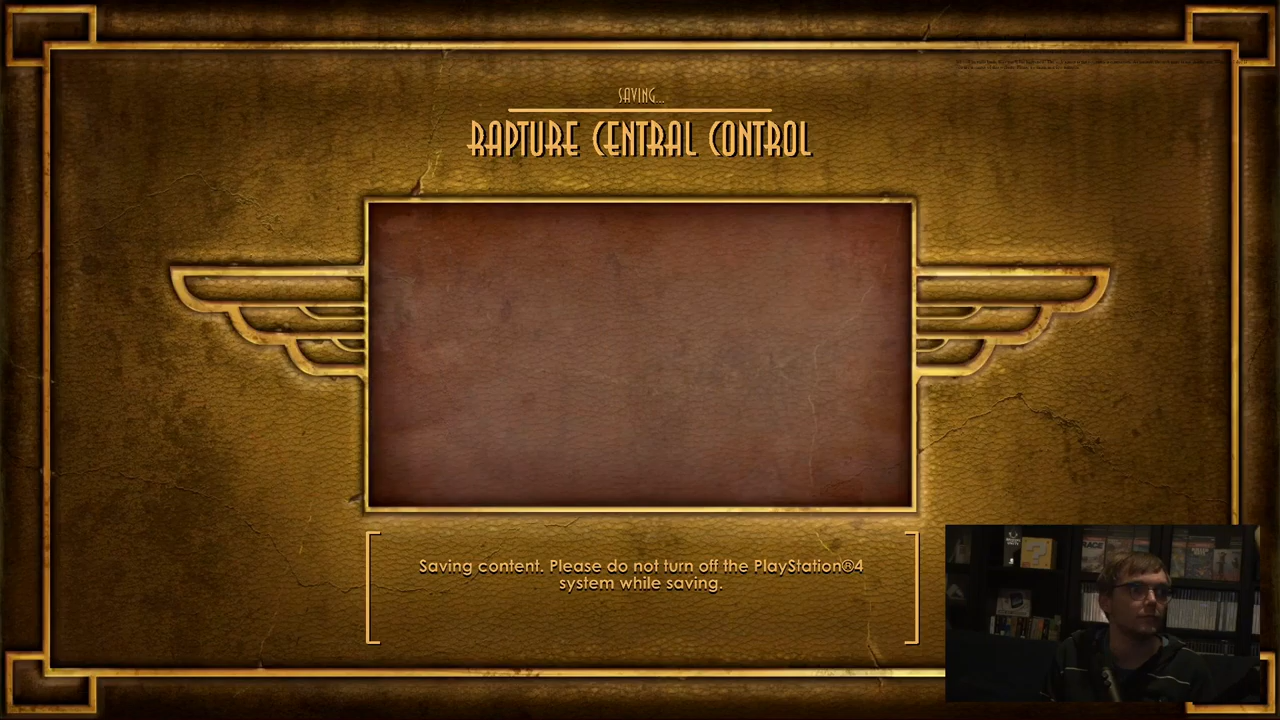 SAVING...
RAPTURE CENTRAL CONTROL
Saving content. Please do not turn off the PlayStation®4
system while saving.